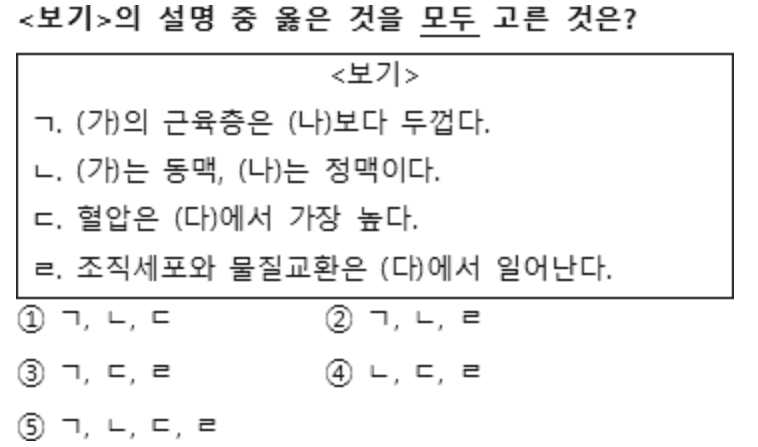 <보기>의 설명 중 옳은 것을 모두 고른 것은?
<보기>
ㄱ. (가)의 근육층은 (나)보다 두껍다.
ㄴ. (가)는 동맥, (나)는 정맥이다.
ㄷ. 혈압은 (다)에서 가장 높다.
ㄹ. 조직세포와 물질교환은 (다)에서 일어난다.
① ㄱ, ㄴ, ㄷ ② ㄱ, ㄴ, ㄹ
③ ㄱ, ㄷ, ㄹ ④ ㄴ, ㄷ, ㄹ
⑤ ㄱ, ㄴ, ㄷ, ㄹ